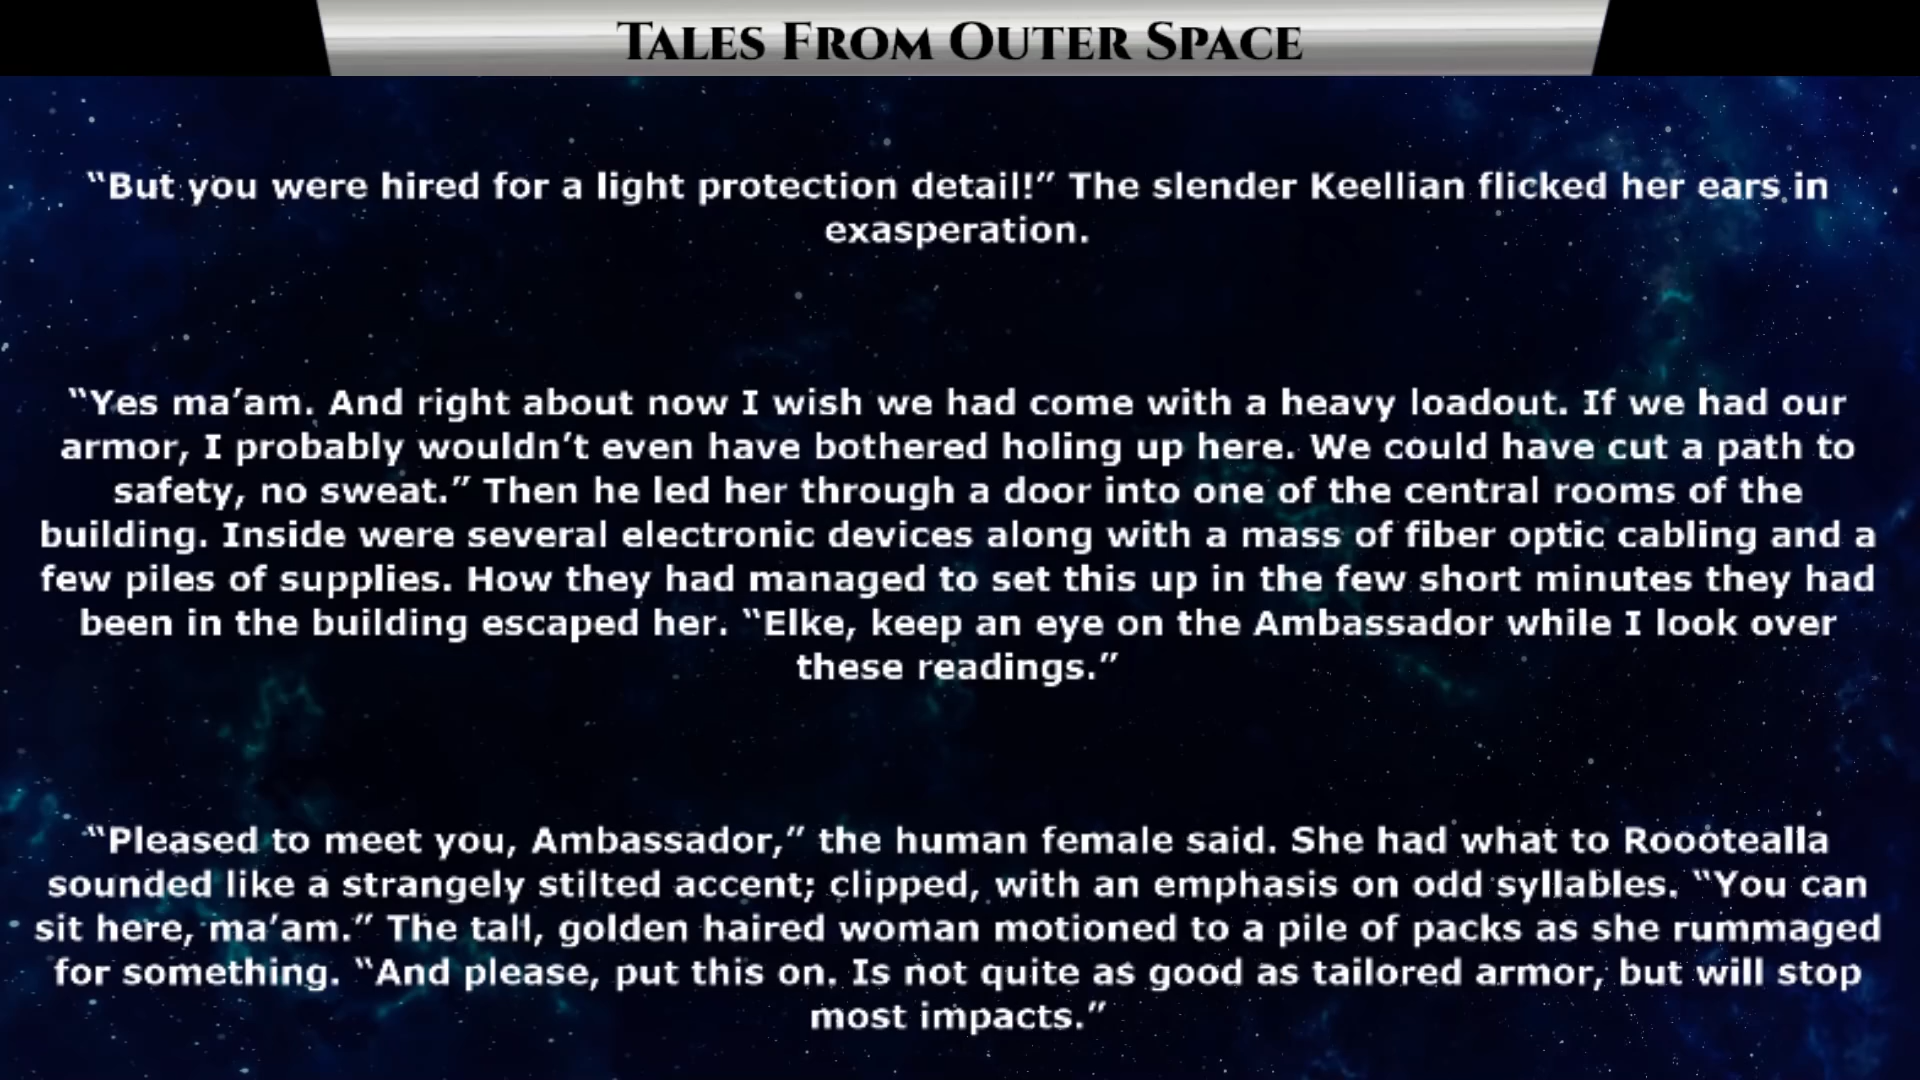 Tales From Outer Space
“But you were hired for a light protection detail!” The slender Keellian flicked her ears in
exasperation.
“Yes ma’am. And right about now I wish we had come with a heavy loadout. If we had our
armor, I probably wouldn’t even have bothered holing up here. We could have cut a path to
safety, no sweat.” Then he led her through a door into one of the central rooms of the
building. Inside were several electronic devices along with a mass of fiber optic cabling and a
few piles of supplies. How they had managed to set this up in the few short minutes they had
been in the building escaped her. “Elke, keep an eye on the Ambassador while I look over
these readings.”
“Pleased to meet you, Ambassador,” the human female said. She had what to Roootealla
sounded like a strangely stilted accent; clipped, with an emphasis on odd syllables. “You can
sit here, ma’am.” The tall, golden haired woman motioned to a pile of packs as she rummaged
for something. “And please, put this on. Is not quite as good as tailored armor, but will stop
most impacts.”